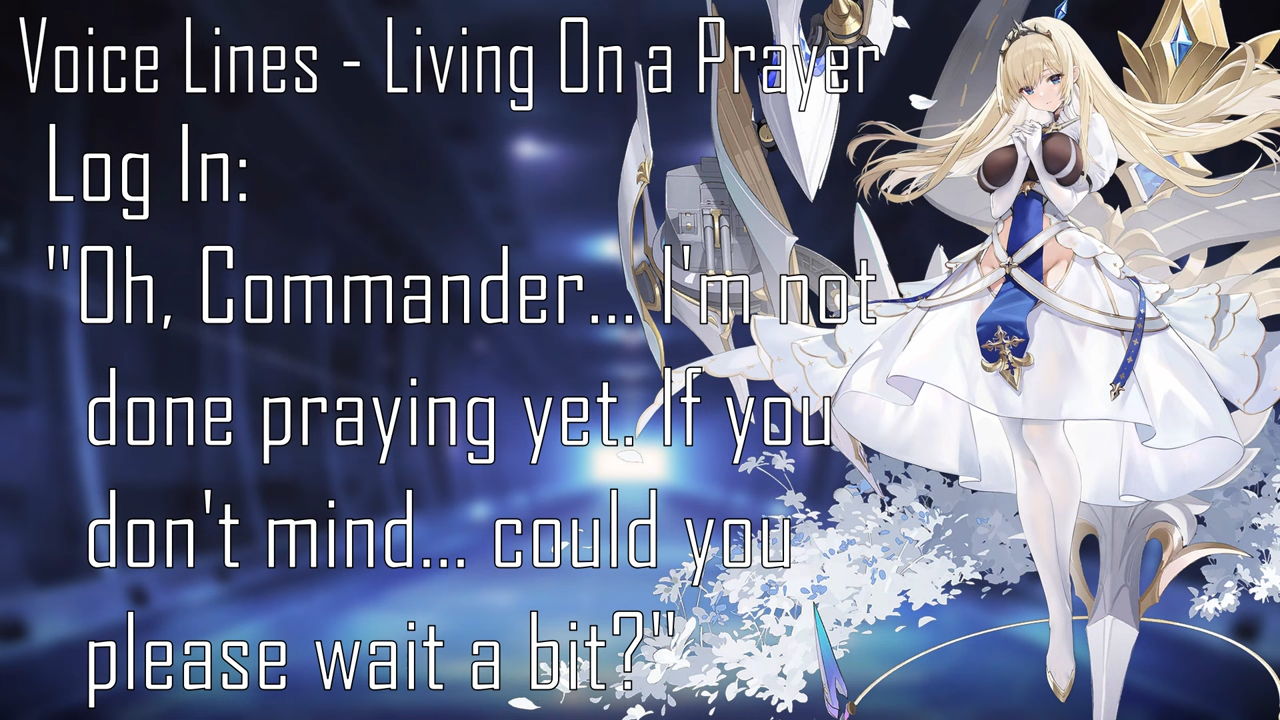 Voice Lines - Living On a Prayer
Log In:
"Oh, Commander... I'm not
done praying yet. If you
don't mind... could you
please wait a bit?"